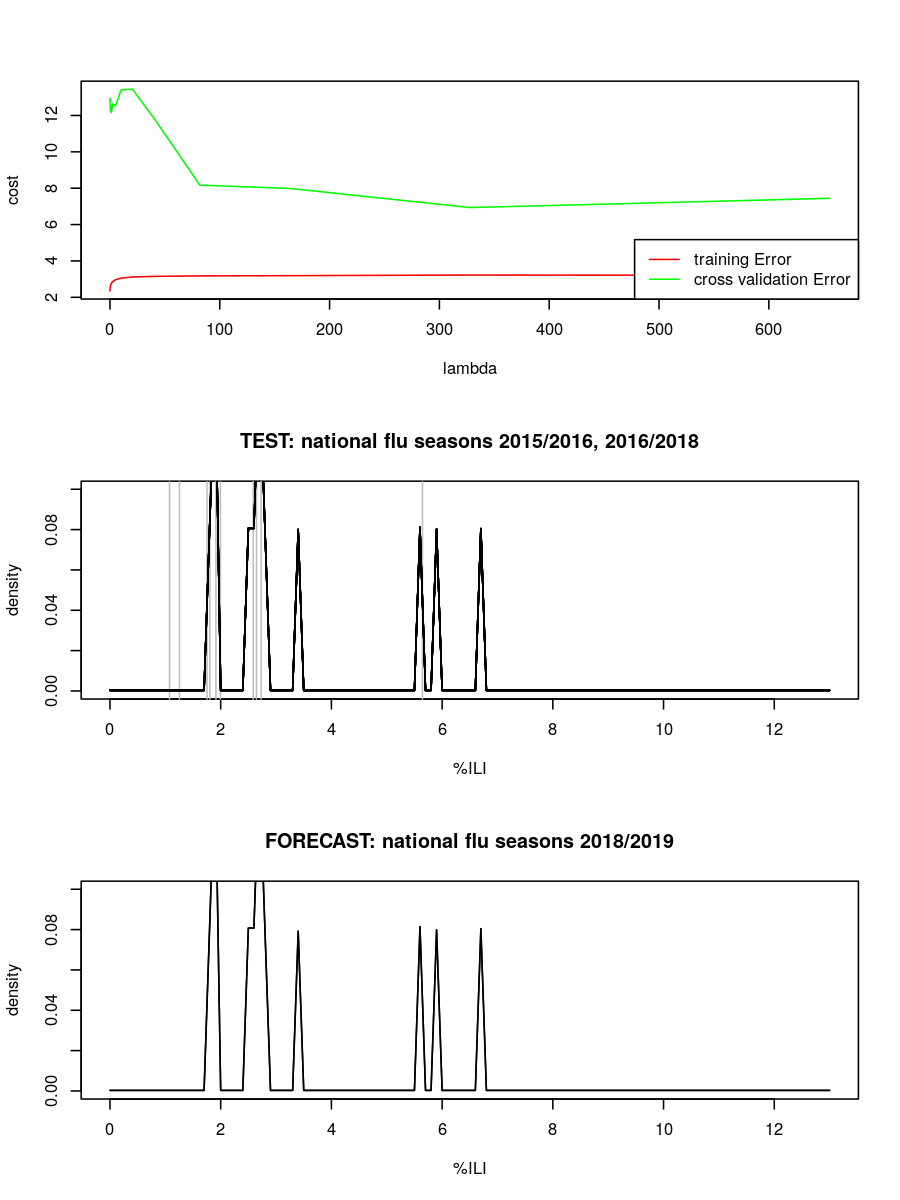 cost
2 4 6 8 10 12
0 100 200 300 400 500 600
lambda
training Error
cross validation Error
TEST: national flu seasons 2015/2016, 2016/2018
density
0.00 0.04 0.08
0 2 4 6 8 10 12
%ILI
FORECAST: national flu seasons 2018/2019
density
0.00 0.04 0.08
0 2 4 6 8 10 12
%ILI